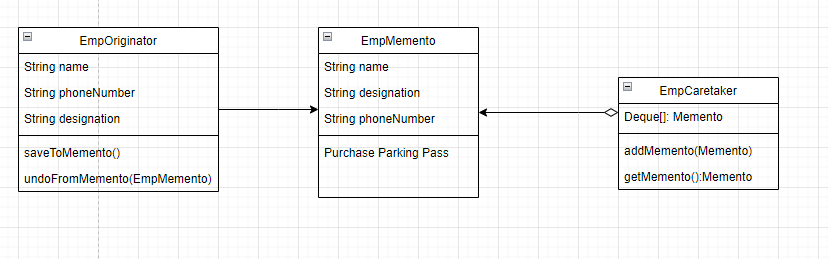 EmpOriginator
String name
String phoneNumber
String designation
saveToMemento()
undoFromMemento(EmpMemento)
EmpMemento
String name
String designation
String phoneNumber
Purchase Parking Pass
EmpCaretaker
Deque[]: Memento
addMemento(Memento)
getMemento():Memento